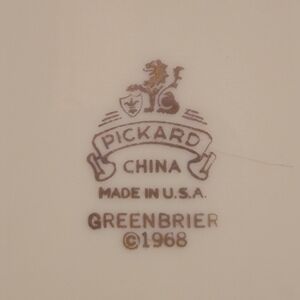 PICKARD
CHINA
MADE IN U.S.A.
GREENBRIER
©1968